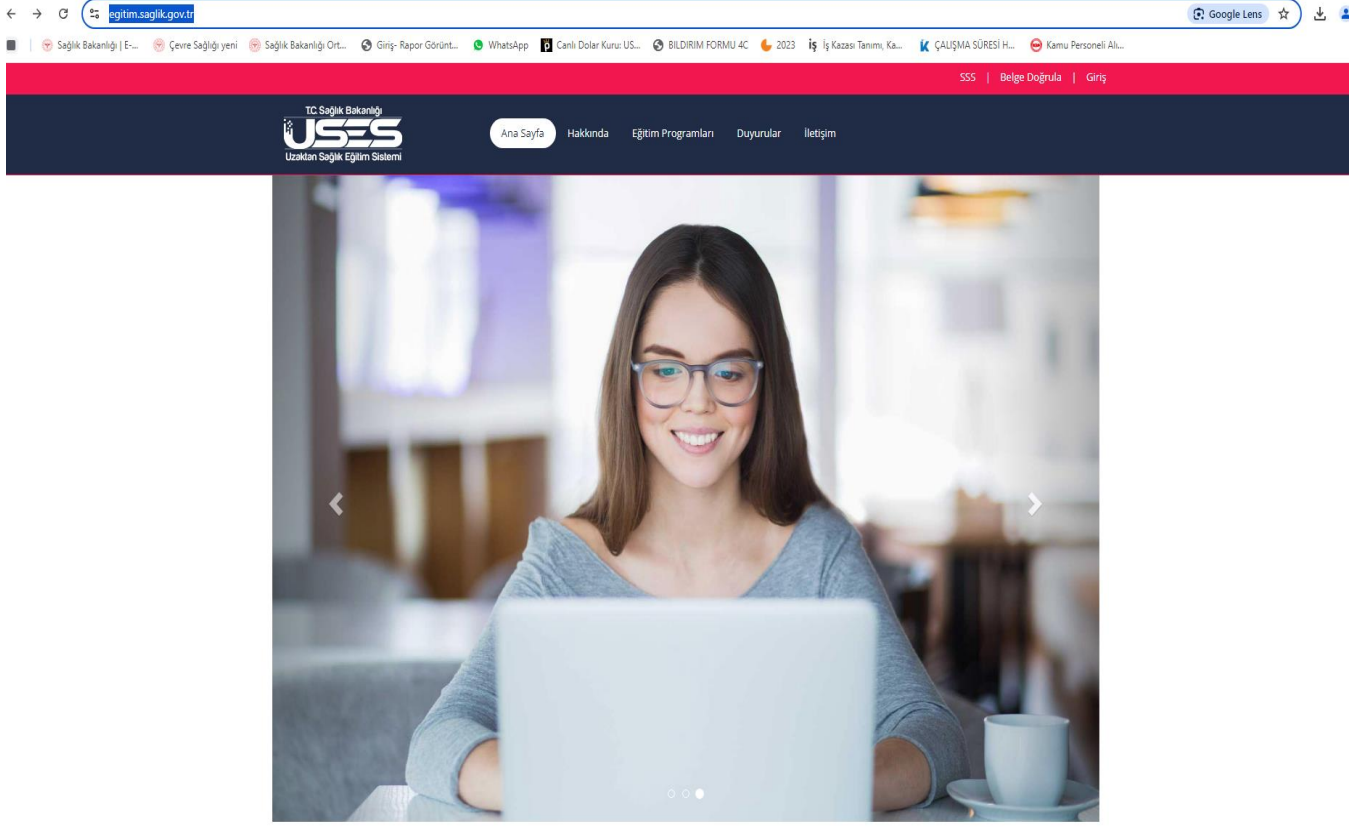 egitim.saglik.gov.tr
Google Lens
Sağlık Bakanlığı | E-...
Çevre Sağlığı yeni
Sağlık Bakanlığı Ort...
Giriş- Rapor Görünt...
WhatsApp
Canlı Dolar Kuru: US...
BILDIRIM FORMU 4C
2023
İş Kazası Tanımı, Ka...
ÇALIŞMA SÜRESİ H...
Kamu Personeli Alı...
SSS | Belge Doğrula | Giriş
T.C. Sağlık Bakanlığı
USES
Uzaktan Sağlık Eğitim Sistemi
Ana Sayfa
Hakkında
Eğitim Programları
Duyurular
İletişim